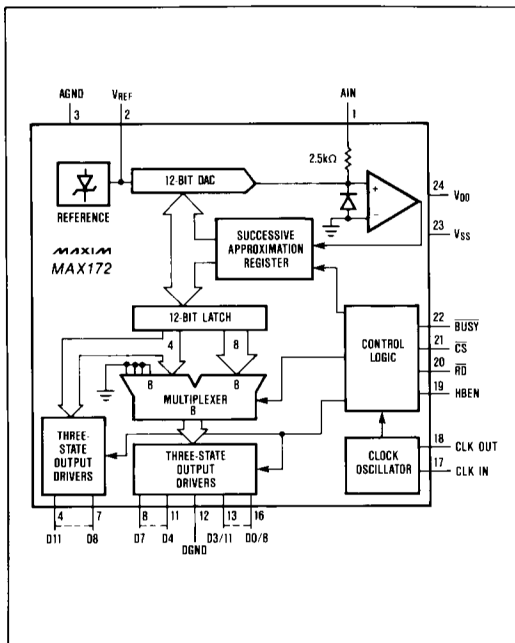 AGND VREF AIN
3 2 1
2.5kΩ
12-BIT DAC
+
−
24
VDD
REFERENCE
23
VSS
MAXIM
MAX172
SUCCESSIVE
APPROXIMATION
REGISTER
12-BIT LATCH
4 8
CONTROL
LOGIC
22
BUSY
21
CS
20
RD
19
HBEN
8 8
MULTIPLEXER
8
THREE-
STATE
OUTPUT
DRIVERS
THREE-STATE
OUTPUT
DRIVERS
CLOCK
OSCILLATOR
18
CLK OUT
17
CLK IN
4 7 8 11 12 13 16
D11 D8 D7 D4 D3/11 D0/8
DGND